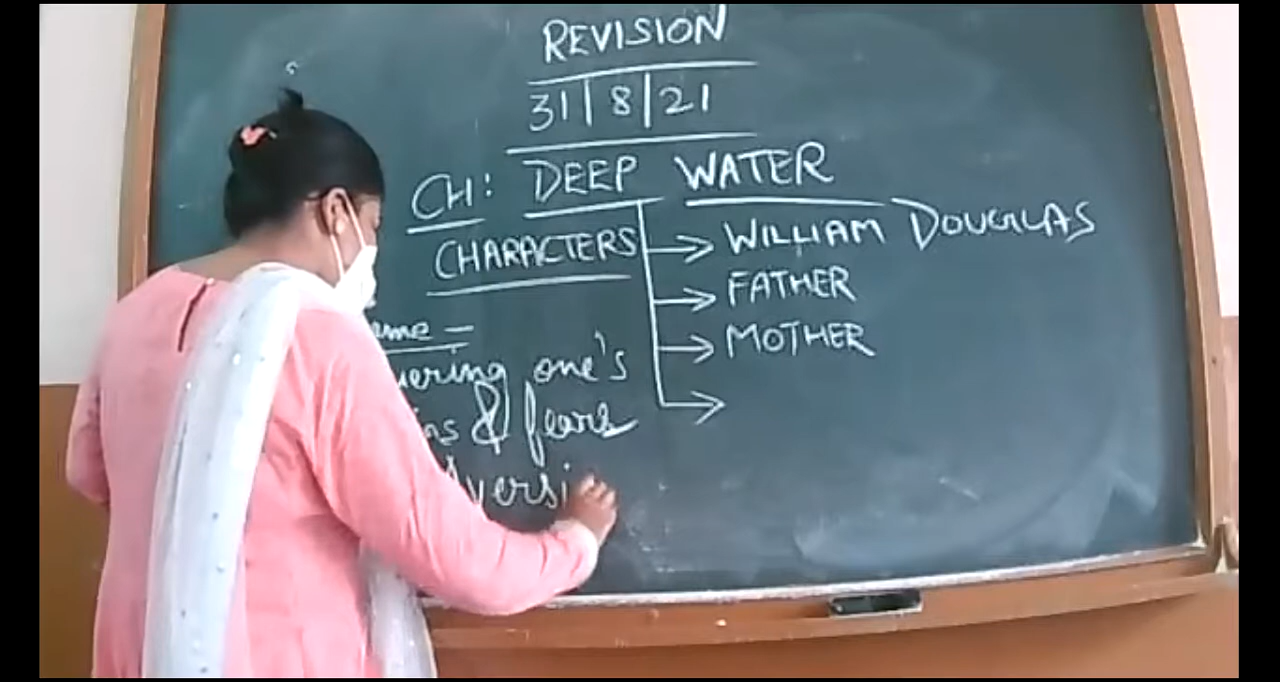 REVISION
31/8/21
CH: DEEP WATER
CHARACTERS → WILLIAM DOUGLAS
→ FATHER
→ MOTHER
→
one's
& fears